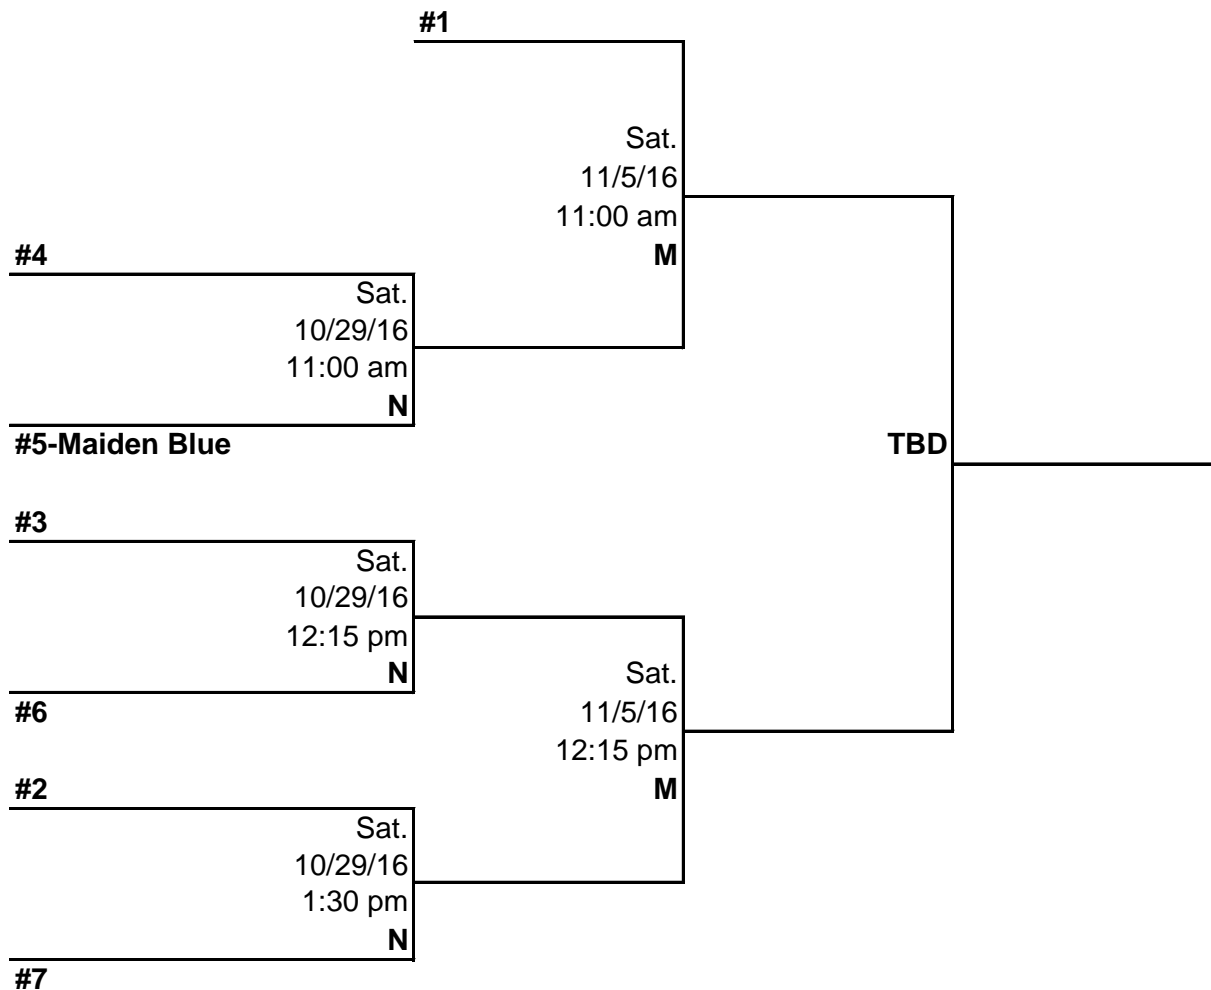 #1
Sat.
11/5/16
11:00 am
M
#4
Sat.
10/29/16
11:00 am
N
#5-Maiden Blue
TBD
#3
Sat.
10/29/16
12:15 pm
N
#6
Sat.
11/5/16
12:15 pm
M
#2
Sat.
10/29/16
1:30 pm
N
#7